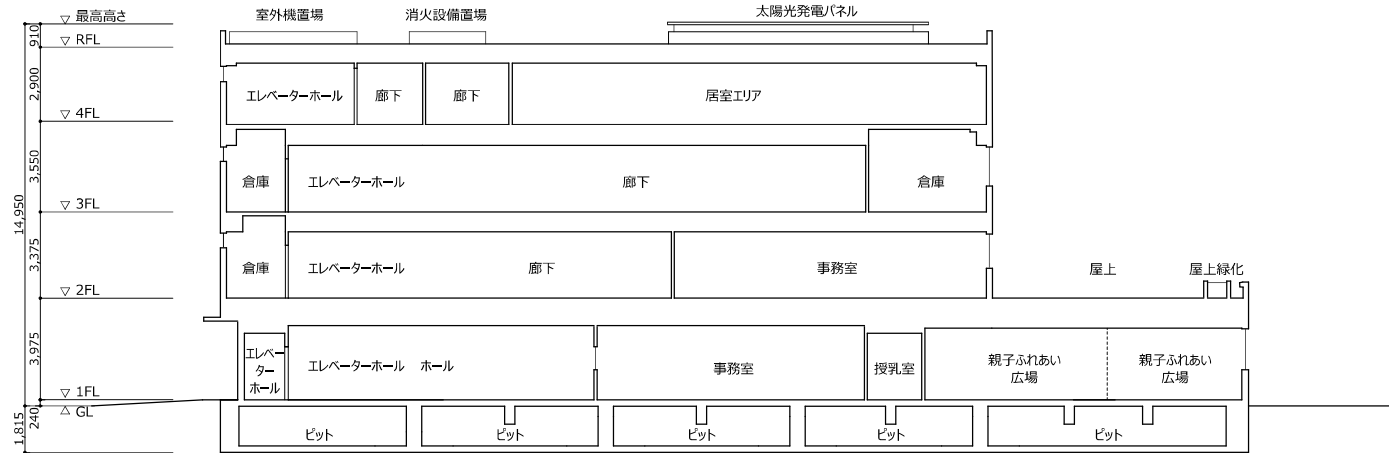 ▽ 最高高さ
室外機置場
消火設備置場
太陽光発電パネル
910
▽ RFL
2,900
エレベーターホール
廊下
廊下
居室エリア
▽ 4FL
3,550
倉庫
エレベーターホール
廊下
倉庫
▽ 3FL
14,950
3,375
倉庫
エレベーターホール
廊下
事務室
屋上
屋上緑化
▽ 2FL
3,975
エレベー
ター
ホール
エレベーターホール
ホール
事務室
授乳室
親子ふれあい
広場
親子ふれあい
広場
▽ 1FL
△ GL
240
1,815
ピット
ピット
ピット
ピット
ピット